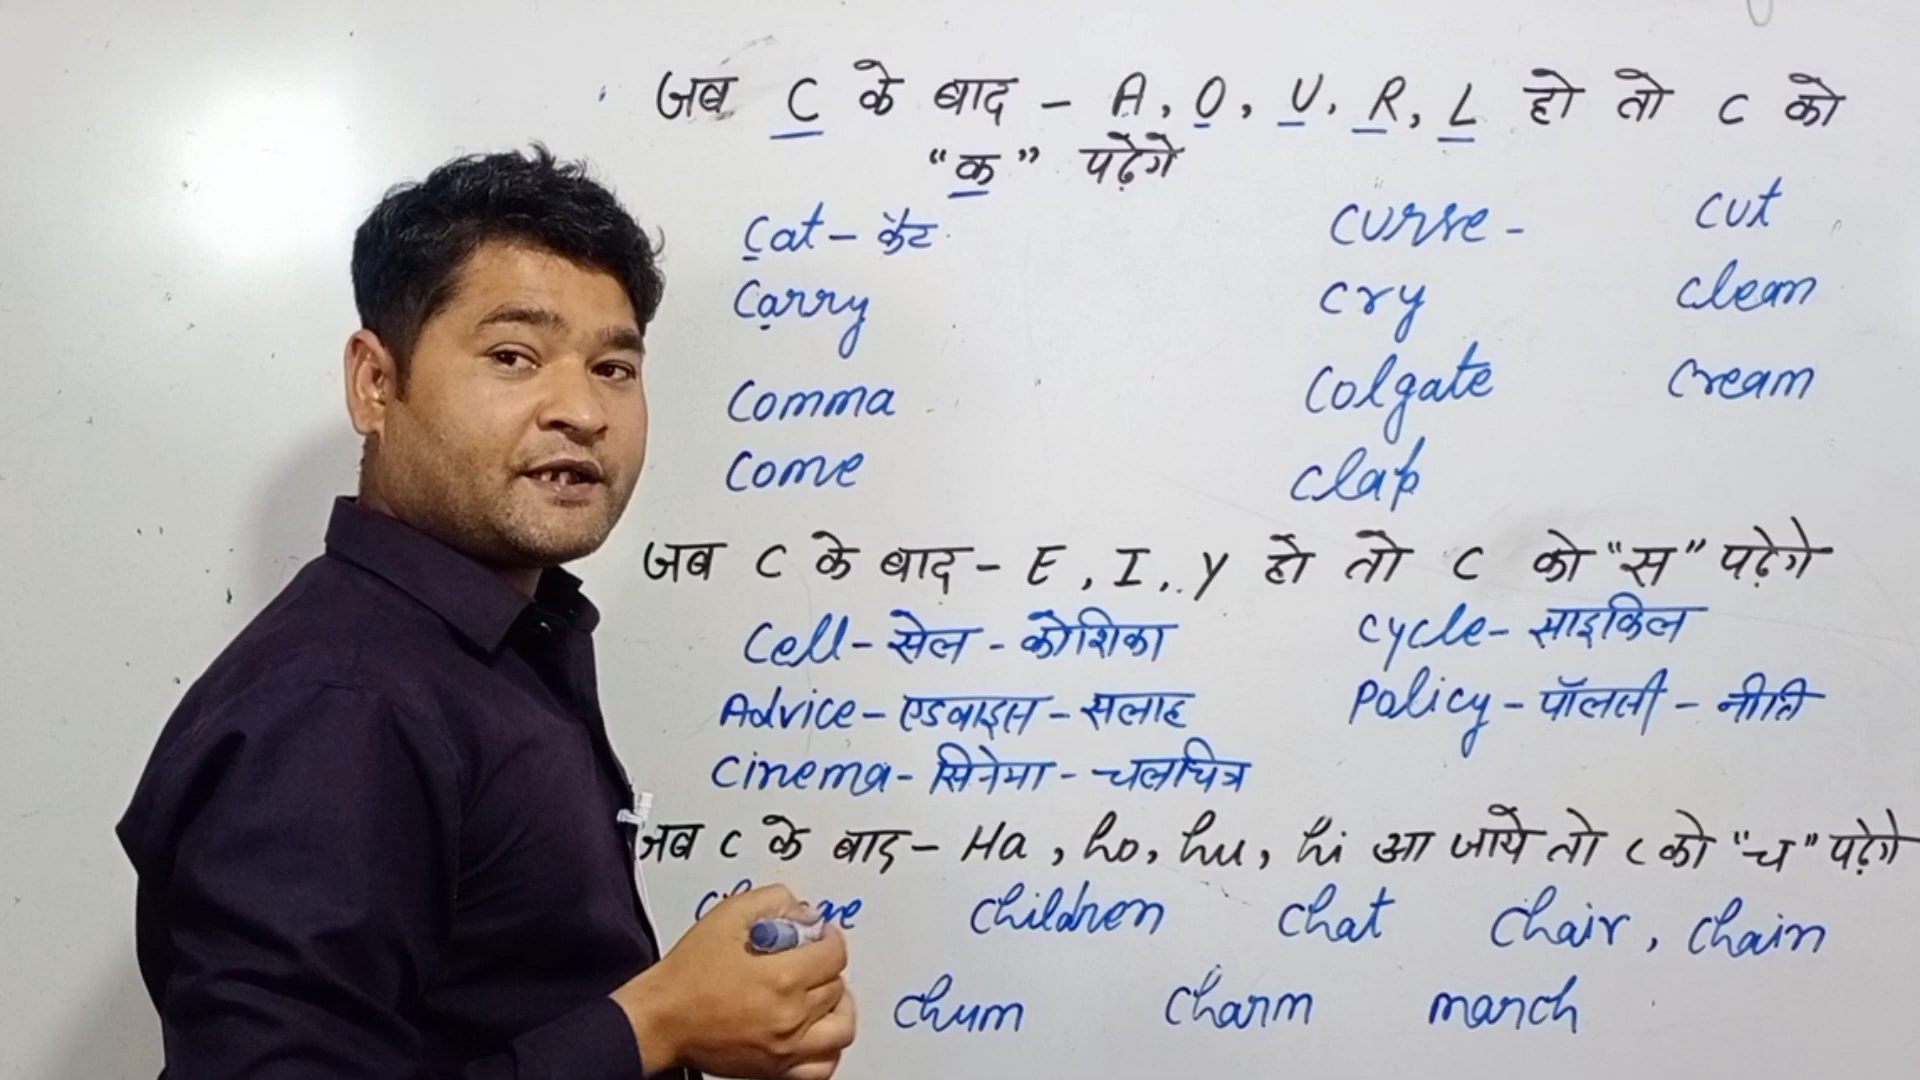 जब C के बाद - A, O, U, R, L हो तो C को
"क" पढ़ेगे
Cat - कैट curse - cut
Carry cry clean
Comma Colgate cream
Come clap
जब C के बाद - E, I, Y हो तो C को "स" पढ़ेगे
Cell - सेल - कोशिका cycle - साइकिल
Advice - एडवाइस - सलाह Policy - पॉलसी - नीति
Cinema - सिनेमा - चलचित्र
जब C के बाद - Ha, ho, hu, hi आ जाये तो C को "च" पढ़ेगे
children chat chair, chain
chum charm march